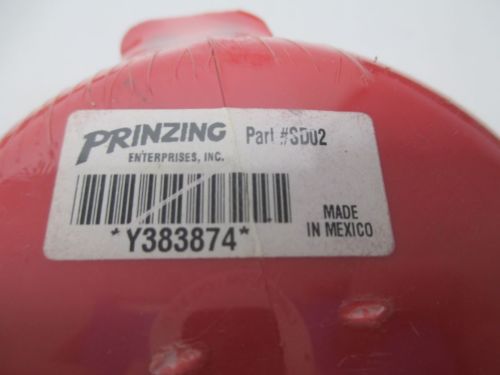 PRINZING Part #SD02
ENTERPRISES, INC.
*Y383874*
MADE
IN MEXICO